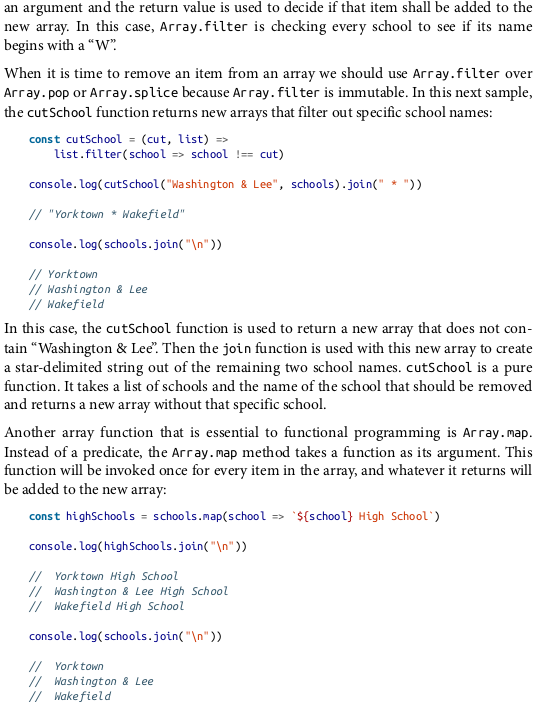 an argument and the return value is used to decide if that item shall be added to the
new array. In this case, Array.filter is checking every school to see if its name
begins with a “W”.
When it is time to remove an item from an array we should use Array.filter over
Array.pop or Array.splice because Array.filter is immutable. In this next sample,
the cutSchool function returns new arrays that filter out specific school names:
const cutSchool = (cut, list) =>
    list.filter(school => school !== cut)
console.log(cutSchool("Washington & Lee", schools).join(" * "))
// "Yorktown * Wakefield"
console.log(schools.join("\n"))
// Yorktown
// Washington & Lee
// Wakefield
In this case, the cutSchool function is used to return a new array that does not con-
tain “Washington & Lee”. Then the join function is used with this new array to create
a star-delimited string out of the remaining two school names. cutSchool is a pure
function. It takes a list of schools and the name of the school that should be removed
and returns a new array without that specific school.
Another array function that is essential to functional programming is Array.map.
Instead of a predicate, the Array.map method takes a function as its argument. This
function will be invoked once for every item in the array, and whatever it returns will
be added to the new array:
const highSchools = schools.map(school => `${school} High School`)
console.log(highSchools.join("\n"))
//  Yorktown High School
//  Washington & Lee High School
//  Wakefield High School
console.log(schools.join("\n"))
//  Yorktown
//  Washington & Lee
//  Wakefield